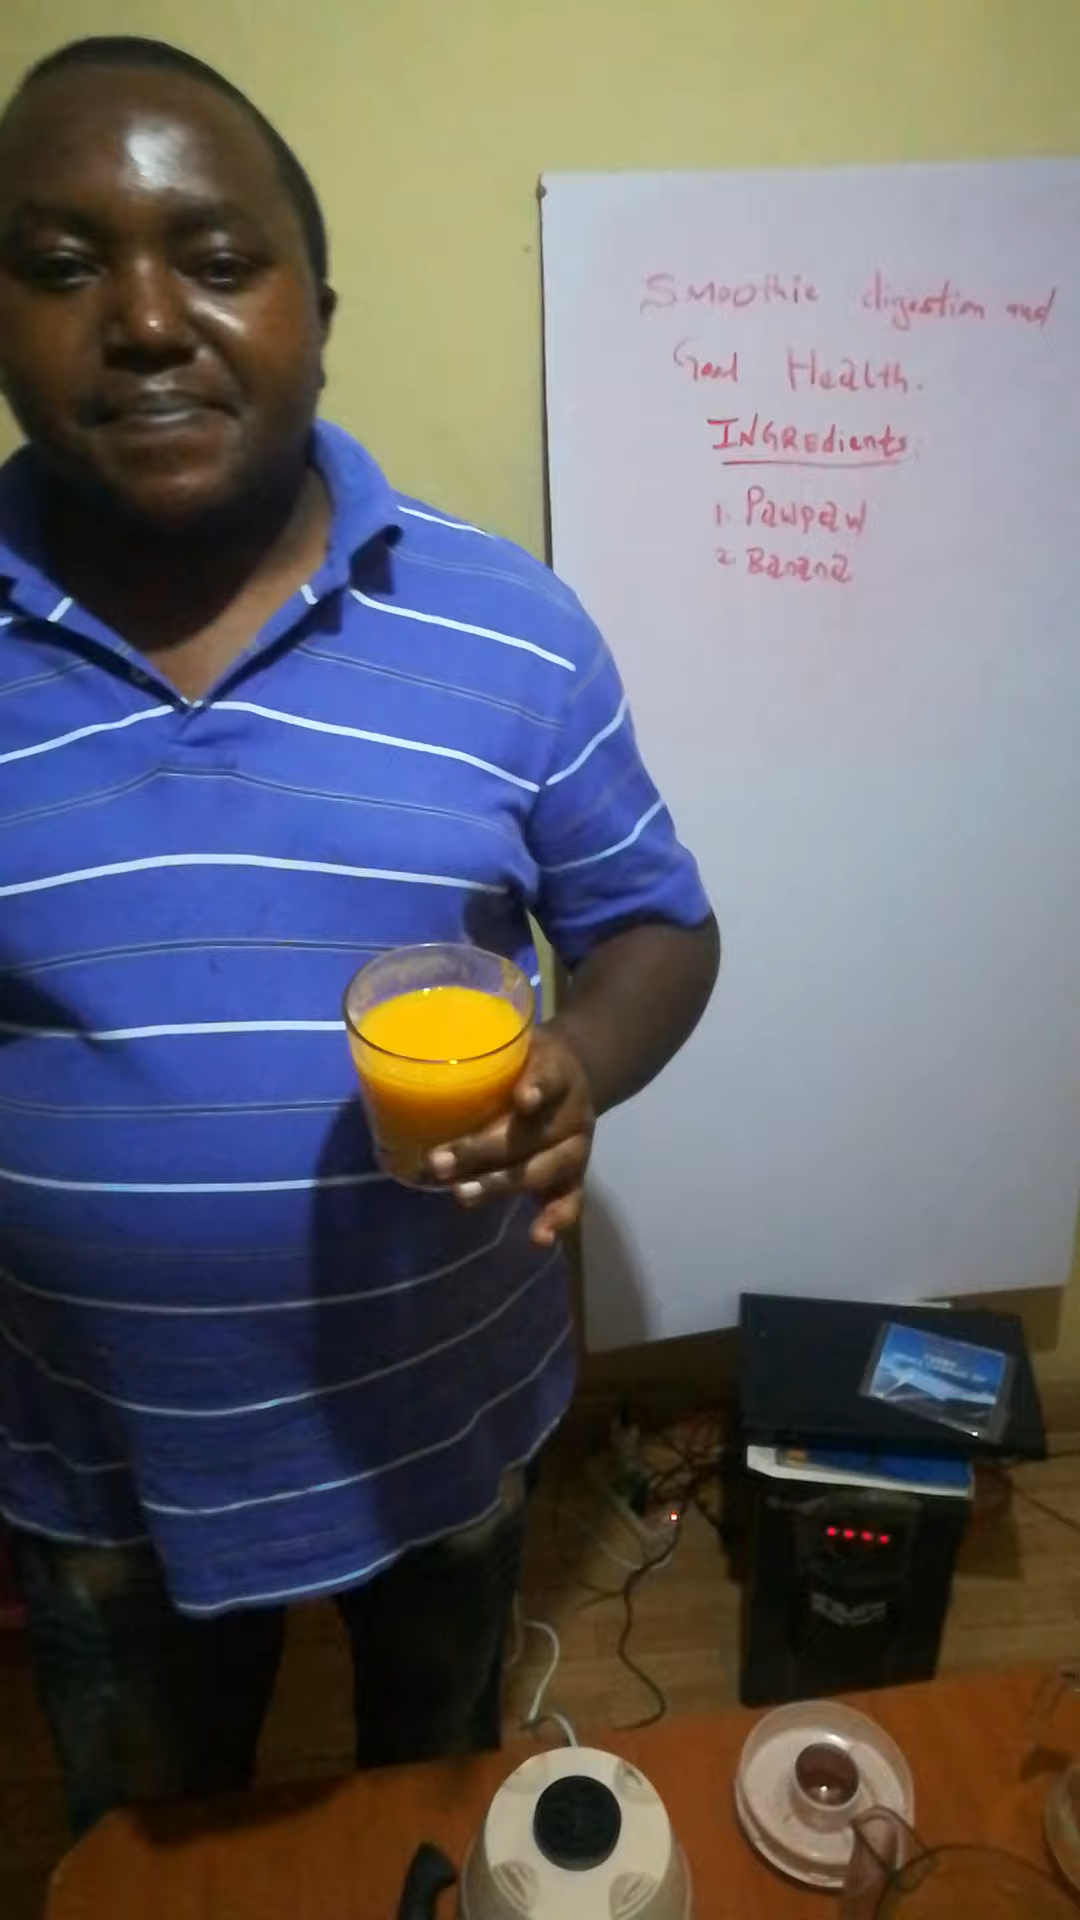 Smoothie digestion and
Good Health.
INGREdients
1. Pawpaw
2. Banana